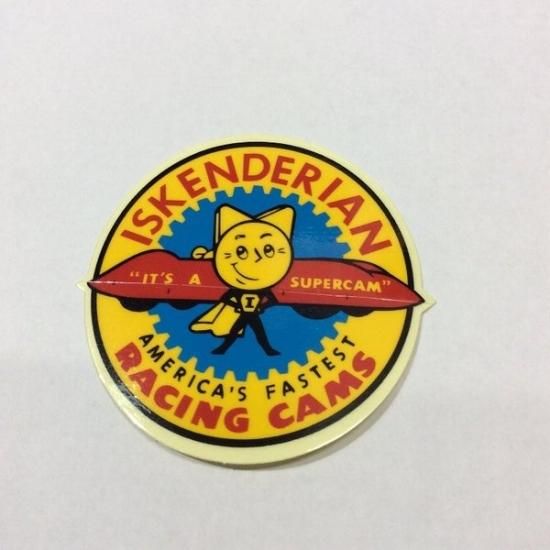 ISKENDERIAN
"IT'S A SUPERCAM"
I
AMERICA'S FASTEST
RACING CAMS